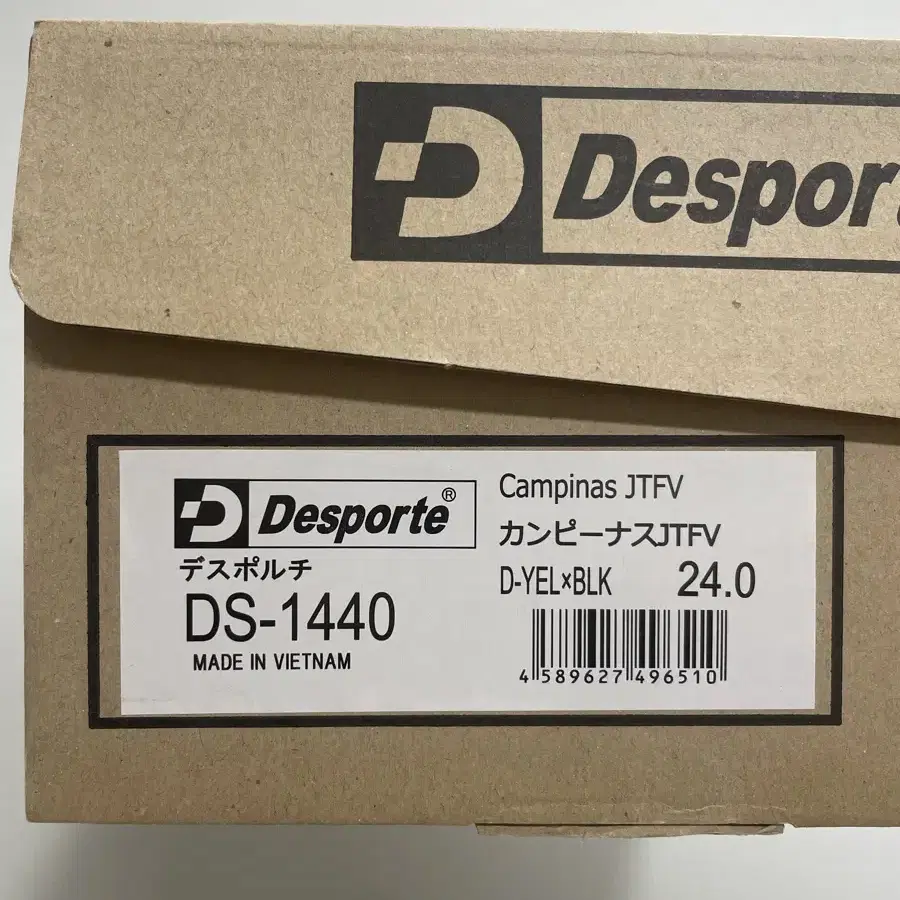 Desporte
Desporte®
デスポルチ
DS-1440
MADE IN VIETNAM
Campinas JTFV
カンピーナスJTFV
D-YEL×BLK 24.0
4 589627 496510